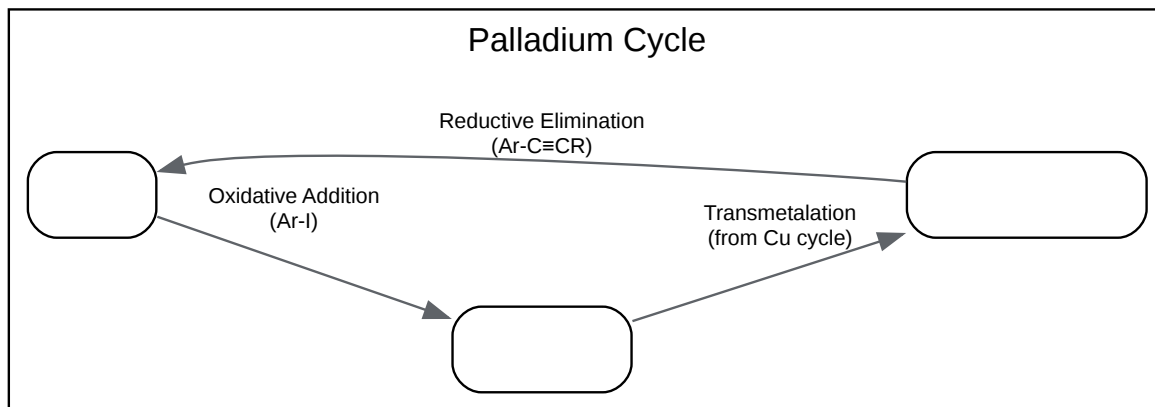 Palladium Cycle
Reductive Elimination
(Ar-C≡CR)
Oxidative Addition
(Ar-I)
Transmetalation
(from Cu cycle)